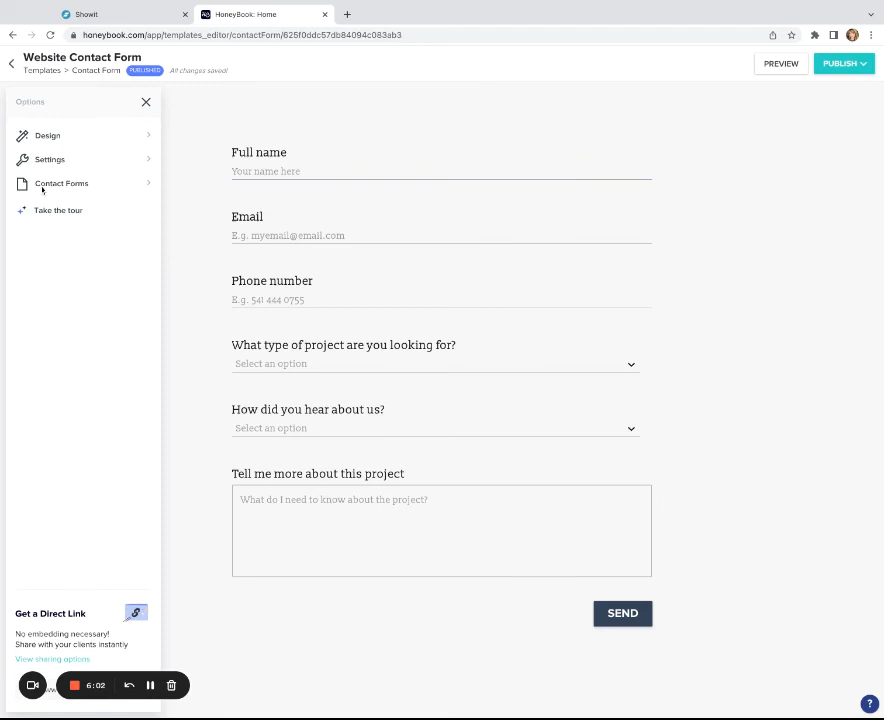 Showit
HoneyBook: Home
honeybook.com/app/templates_editor/contactForm/625f0ddc57db84094c083ab3
Website Contact Form
Templates > Contact Form PUBLISHED All changes saved!
PREVIEW
PUBLISH
Options
Design
Settings
Contact Forms
Take the tour
Full name
Your name here
Email
E.g. myemail@email.com
Phone number
E.g. 541 444 0755
What type of project are you looking for?
Select an option
How did you hear about us?
Select an option
Tell me more about this project
What do I need to know about the project?
SEND
Get a Direct Link
No embedding necessary!
Share with your clients instantly
View sharing options
6:02
?